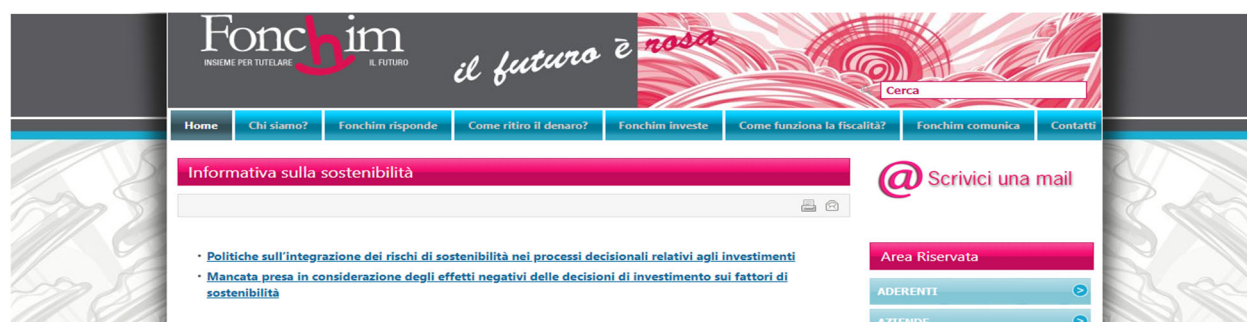 Fonchim
INSIEME PER TUTELARE IL FUTURO
il futuro è rosa
Cerca
Home Chi siamo? Fonchim risponde Come ritiro il denaro? Fonchim investe Come funziona la fiscalità? Fonchim comunica Contatti
Informativa sulla sostenibilità
@ Scrivici una mail
• Politiche sull'integrazione dei rischi di sostenibilità nei processi decisionali relativi agli investimenti
• Mancata presa in considerazione degli effetti negativi delle decisioni di investimento sui fattori di
sostenibilità
Area Riservata
ADERENTI
AZIENDE